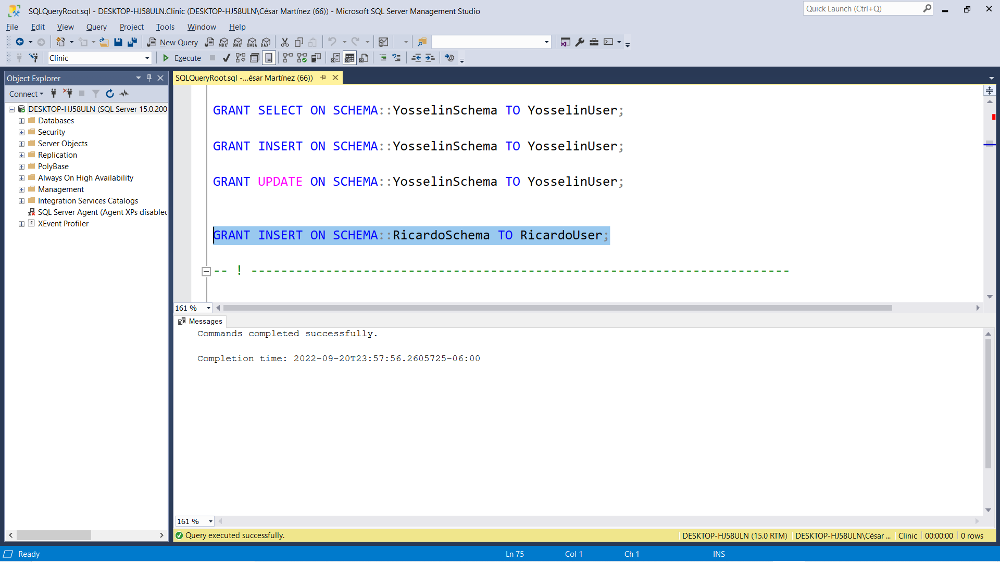 SQLQueryRoot.sql - DESKTOP-HJ58ULN.Clinic (DESKTOP-HJ58ULN\César Martínez (66)) - Microsoft SQL Server Management Studio
Quick Launch (Ctrl+Q)
File Edit View Query Project Tools Window Help
New Query MDX DMX XMLA DAX
Clinic Execute
Object Explorer
SQLQueryRoot.sql -...ésar Martínez (66))
Connect
DESKTOP-HJ58ULN (SQL Server 15.0.200
Databases
Security
Server Objects
Replication
PolyBase
Always On High Availability
Management
Integration Services Catalogs
SQL Server Agent (Agent XPs disabled
XEvent Profiler
GRANT SELECT ON SCHEMA::YosselinSchema TO YosselinUser;
GRANT INSERT ON SCHEMA::YosselinSchema TO YosselinUser;
GRANT UPDATE ON SCHEMA::YosselinSchema TO YosselinUser;
GRANT INSERT ON SCHEMA::RicardoSchema TO RicardoUser;
-- ! ------------------------------------------------------------------------
161 %
Messages
Commands completed successfully.
Completion time: 2022-09-20T23:57:56.2605725-06:00
161 %
Query executed successfully. DESKTOP-HJ58ULN (15.0 RTM) DESKTOP-HJ58ULN\César ... Clinic 00:00:00 0 rows
Ready Ln 75 Col 1 Ch 1 INS